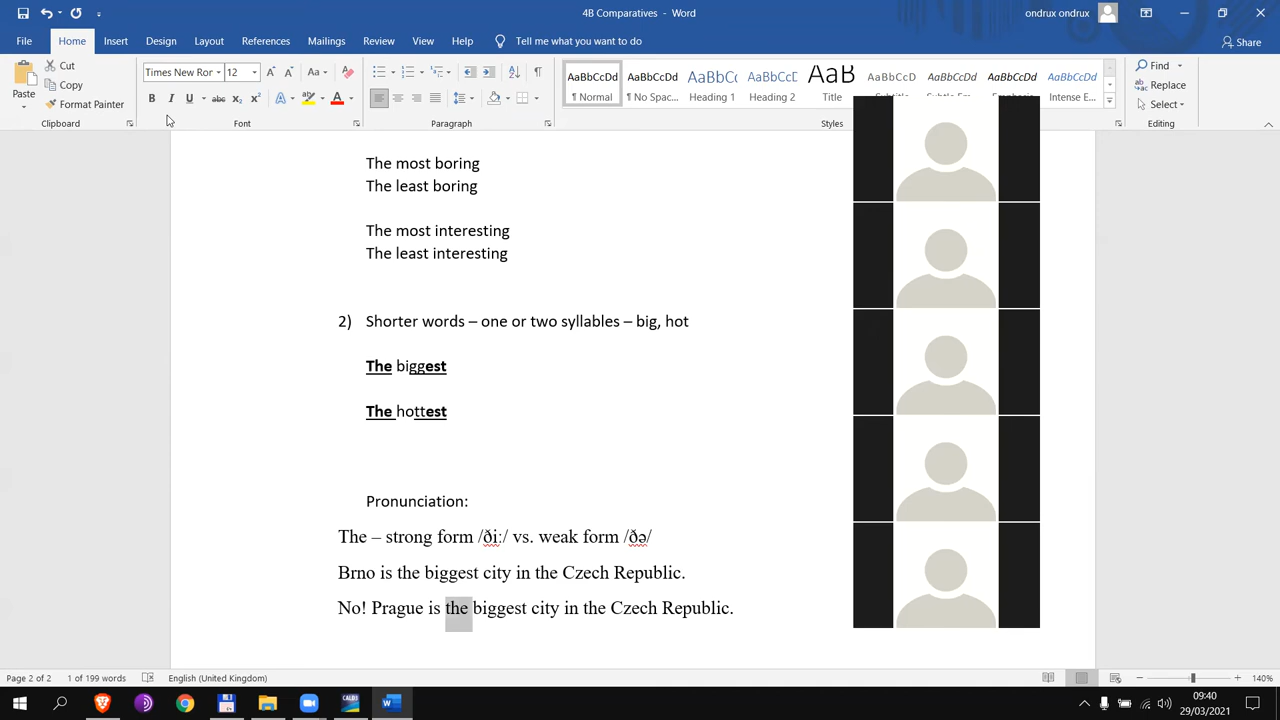 4B Comparatives - Word
ondrux ondrux
File Home Insert Design Layout References Mailings Review View Help Tell me what you want to do Share
Paste
Cut
Copy
Format Painter
Clipboard
Times New Ror 12
Font
Paragraph
AaBbCcDd AaBbCcDd AaBbCc AaBbCcE AaB AaBbCcD AaBbCcDd AaBbCcDd AaBbCcDd
¶ Normal ¶ No Spac... Heading 1 Heading 2 Title Subtitle Subtle Em... Emphasis Intense E...
Styles
Find
Replace
Select
Editing
The most boring
The least boring
The most interesting
The least interesting
2) Shorter words – one or two syllables – big, hot
The biggest
The hottest
Pronunciation:
The – strong form /ði:/ vs. weak form /ðə/
Brno is the biggest city in the Czech Republic.
No! Prague is the biggest city in the Czech Republic.
Page 2 of 2 1 of 199 words English (United Kingdom) 140%
09:40
29/03/2021